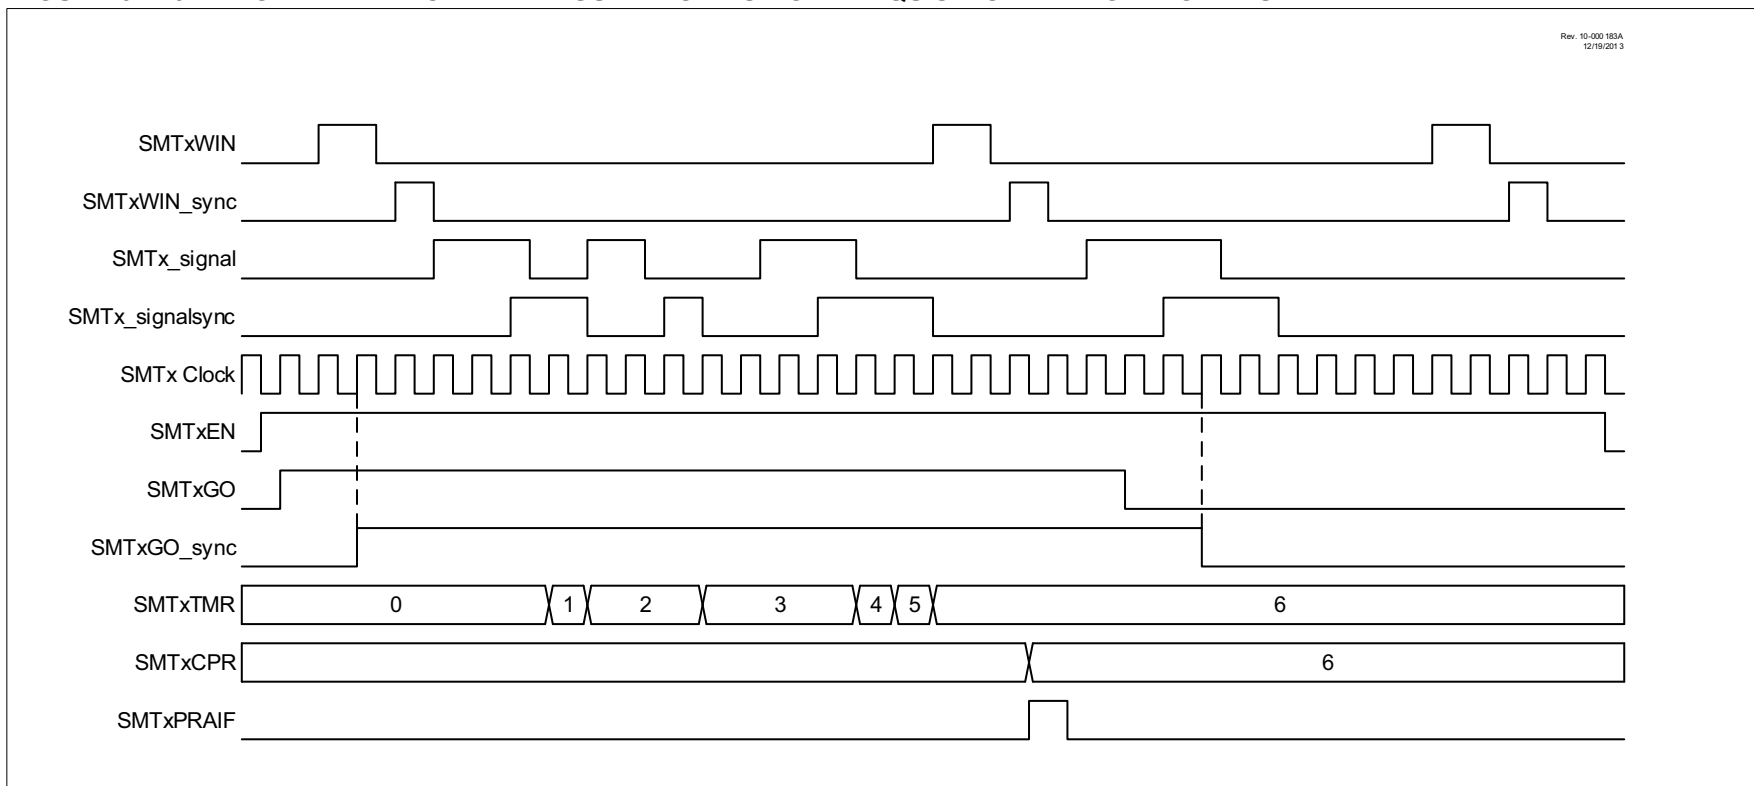 Rev. 10-000 183A
12/19/201 3
SMTxWIN
SMTxWIN_sync
SMTx_signal
SMTx_signalsync
SMTx Clock
SMTxEN
SMTxGO
SMTxGO_sync
SMTxTMR 0 1 2 3 4 5 6
SMTxCPR 6
SMTxPRAIF